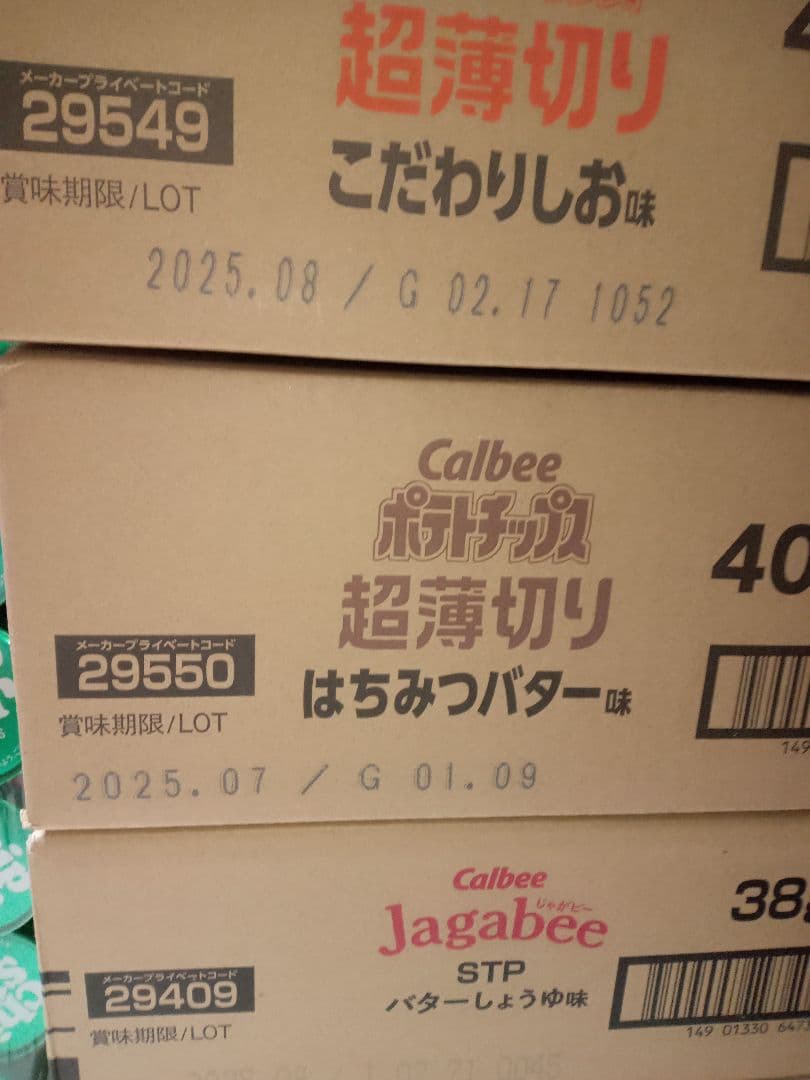 超薄切り
メーカープライベートコード
29549
こだわりしお味
賞味期限/LOT
2025.08 / G 02.17 1052
Calbee
ポテトチップス
超薄切り
40
メーカープライベートコード
29550
はちみつバター味
賞味期限/LOT
149
2025.07 / G 01.09
Calbee
じゃがビー
Jagabee
38
STP
メーカープライベートコード
29409
バターしょうゆ味
149 01330 6473
賞味期限/LOT